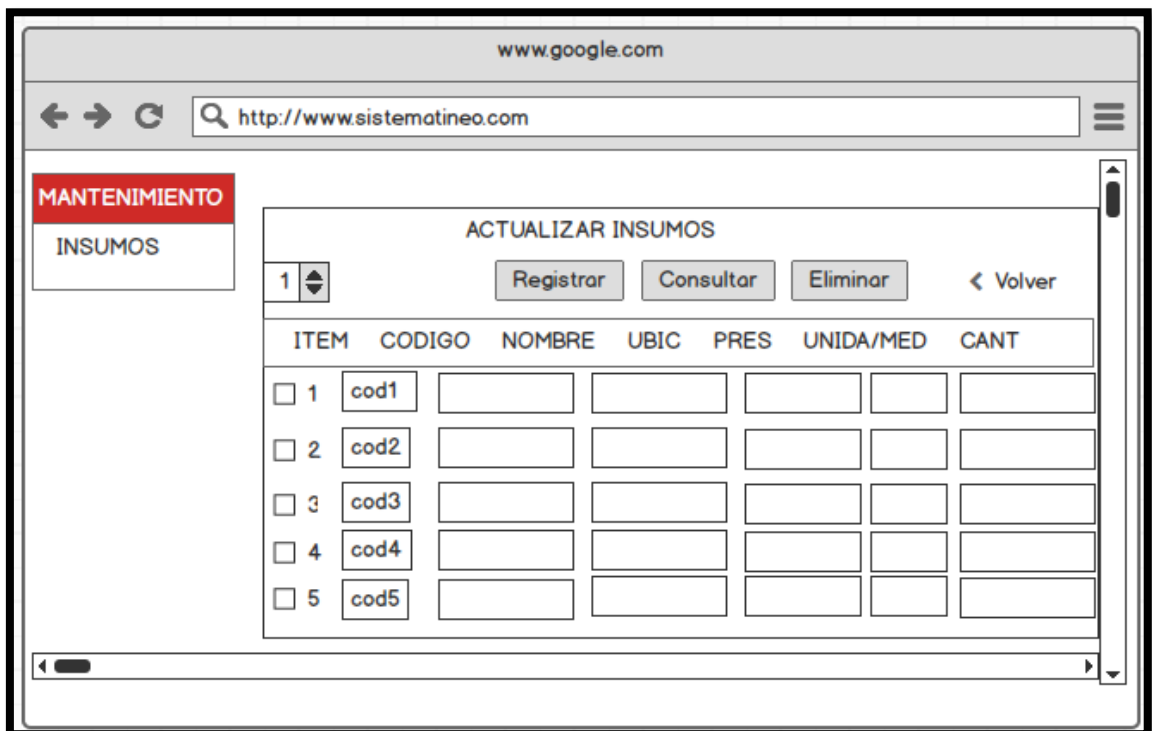 www.google.com
http://www.sistematineo.com
MANTENIMIENTO
INSUMOS
ACTUALIZAR INSUMOS
1 Registrar Consultar Eliminar Volver
ITEM CODIGO NOMBRE UBIC PRES UNIDA/MED CANT
1 cod1
2 cod2
3 cod3
4 cod4
5 cod5